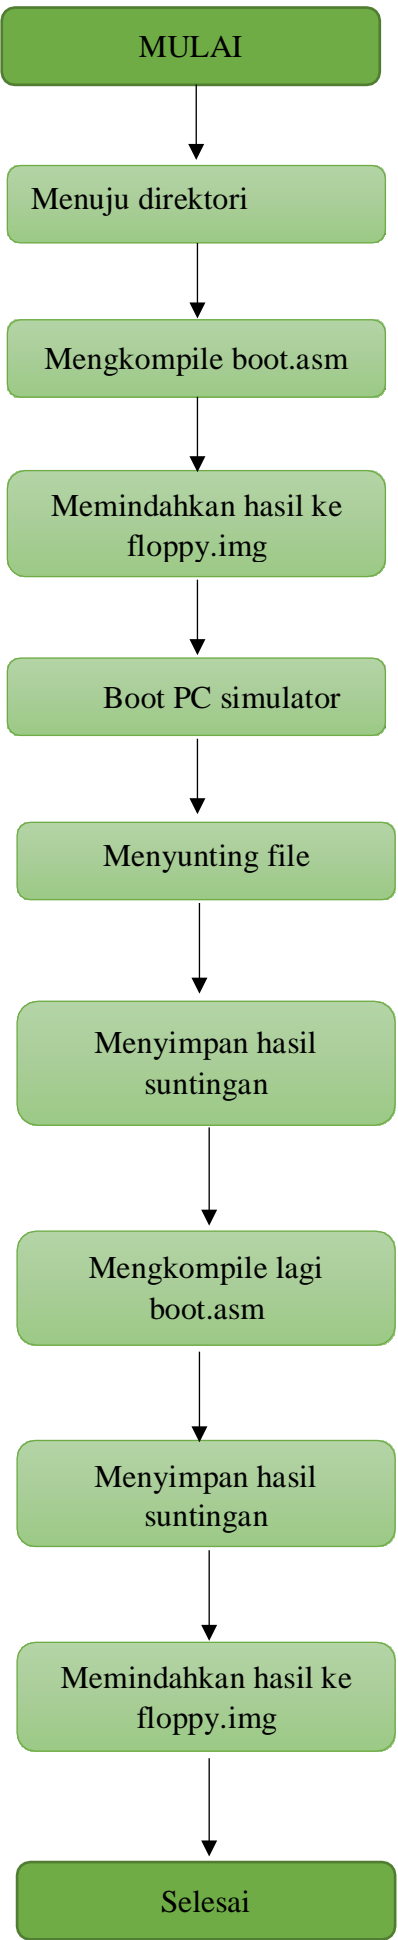 MULAI
Menuju direktori
Mengkompile boot.asm
Memindahkan hasil ke
floppy.img
Boot PC simulator
Menyunting file
Menyimpan hasil
suntingan
Mengkompile lagi
boot.asm
Menyimpan hasil
suntingan
Memindahkan hasil ke
floppy.img
Selesai